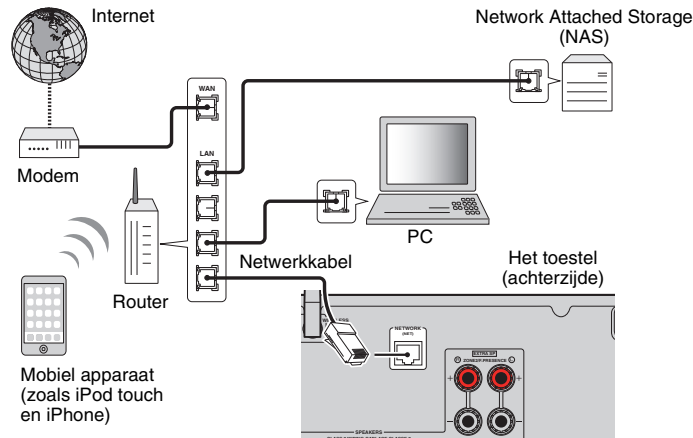 Internet
Network Attached Storage
(NAS)
WAN
LAN
Modem
PC
Netwerkkabel
Het toestel
(achterzijde)
Router
Mobiel apparaat
(zoals iPod touch
en iPhone)
NETWORK
(NET)
EXTRA SP
R ZONE2/F.PRESENCE L
+ +
– –
SPEAKERS